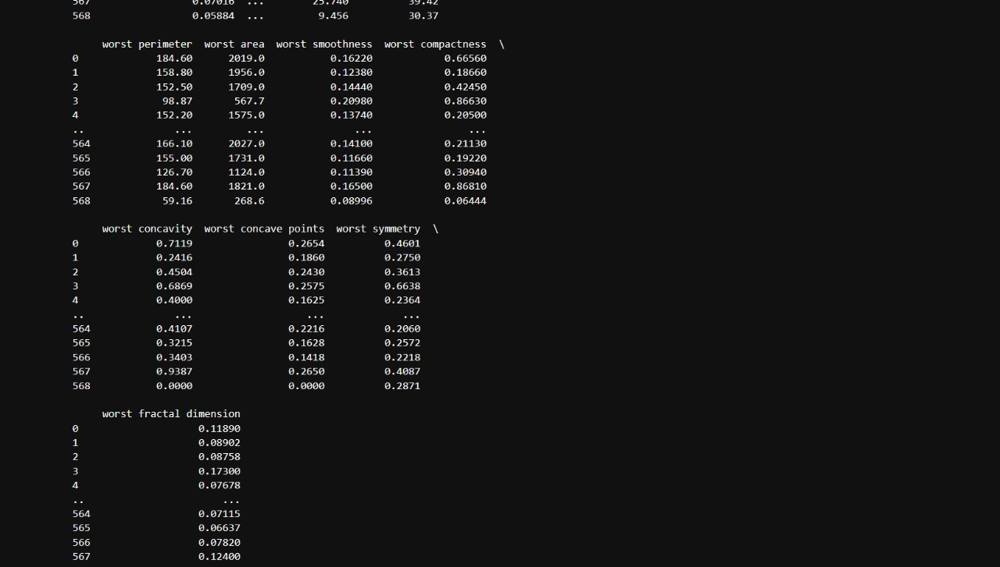 567 0.07016 ... 25.740 39.42
568 0.05884 ... 9.456 30.37
worst perimeter worst area worst smoothness worst compactness \
0 184.60 2019.0 0.16220 0.66560
1 158.80 1956.0 0.12380 0.18660
2 152.50 1709.0 0.14440 0.42450
3 98.87 567.7 0.20980 0.86630
4 152.20 1575.0 0.13740 0.20500
.. ... ... ... ...
564 166.10 2027.0 0.14100 0.21130
565 155.00 1731.0 0.11660 0.19220
566 126.70 1124.0 0.11390 0.30940
567 184.60 1821.0 0.16500 0.86810
568 59.16 268.6 0.08996 0.06444
worst concavity worst concave points worst symmetry \
0 0.7119 0.2654 0.4601
1 0.2416 0.1860 0.2750
2 0.4504 0.2430 0.3613
3 0.6869 0.2575 0.6638
4 0.4000 0.1625 0.2364
.. ... ... ...
564 0.4107 0.2216 0.2060
565 0.3215 0.1628 0.2572
566 0.3403 0.1418 0.2218
567 0.9387 0.2650 0.4087
568 0.0000 0.0000 0.2871
worst fractal dimension
0 0.11890
1 0.08902
2 0.08758
3 0.17300
4 0.07678
.. ...
564 0.07115
565 0.06637
566 0.07820
567 0.12400